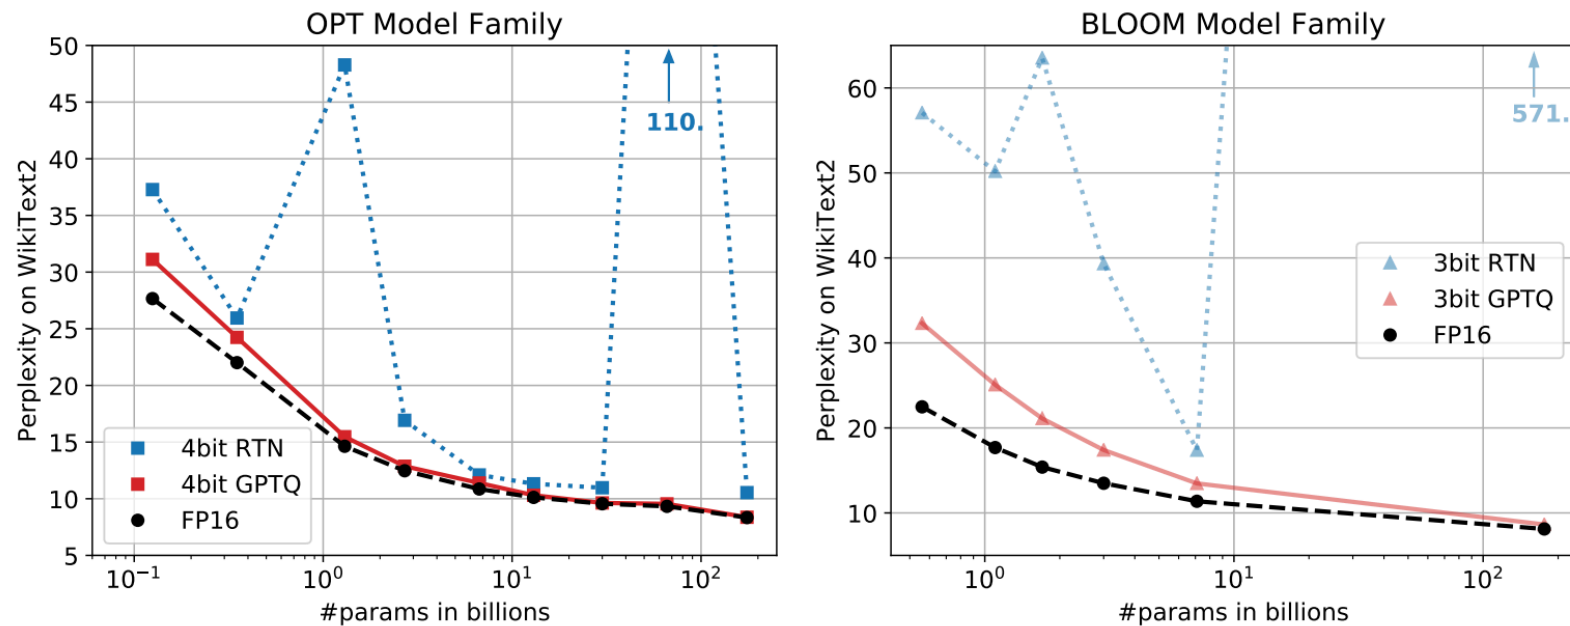 OPT Model Family
Perplexity on WikiText2
50
45
40
35
30
25
20
15
10
5
110.
4bit RTN
4bit GPTQ
FP16
10⁻¹
10⁰
10¹
10²
#params in billions
BLOOM Model Family
Perplexity on WikiText2
60
50
40
30
20
10
571.
3bit RTN
3bit GPTQ
FP16
10⁰
10¹
10²
#params in billions